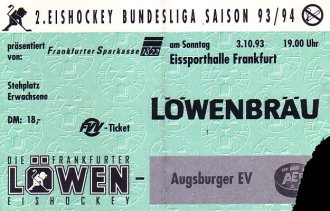 2.EISHOCKEY BUNDESLIGA SAISON 93/94
präsentiert von:
Frankfurter Sparkasse 1822
am Sonntag 3.10.93 19.00 Uhr
Eissporthalle Frankfurt
Stehplatz
Erwachsene
DM: 18,-
-Ticket
LÖWENBRÄU
DIE FRANKFURTER
LÖWEN -
EISHOCKEY
Augsburger EV